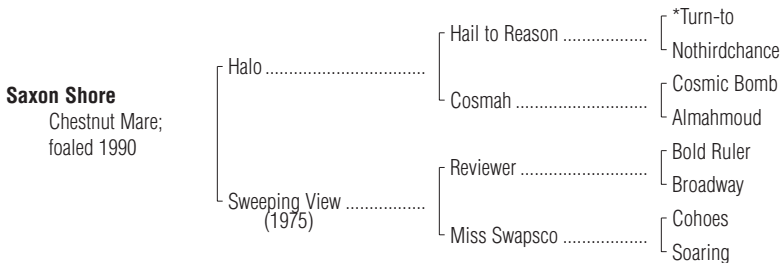 *Turn-to
Hail to Reason ..................
Nothirdchance
Halo ..................................
Cosmic Bomb
Cosmah ............................
Almahmoud
Saxon Shore
Chestnut Mare;
foaled 1990
Bold Ruler
Reviewer ...........................
Broadway
Sweeping View .................
(1975)
Cohoes
Miss Swapsco ..................
Soaring